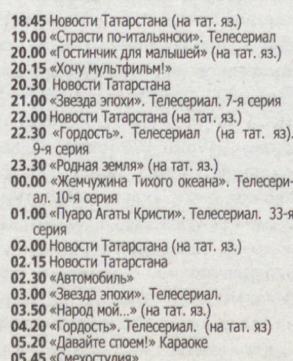 18.45 Новости Татарстана (на тат. яз.)
19.00 «Страсти по-итальянски». Телесериал
20.00 «Гостинчик для малышей» (на тат. яз.)
20.15 «Хочу мультфильм!»
20.30 Новости Татарстана
21.00 «Звезда эпохи». Телесериал. 7-я серия
22.00 Новости Татарстана (на тат. яз.)
22.30 «Гордость». Телесериал (на тат. яз).
9-я серия
23.30 «Родная земля» (на тат. яз.)
00.00 «Жемчужина Тихого океана». Телесери-
ал. 10-я серия
01.00 «Пуаро Агаты Кристи». Телесериал. 33-я
серия
02.00 Новости Татарстана (на тат. яз.)
02.15 Новости Татарстана
02.30 «Автомобиль»
03.00 «Звезда эпохи». Телесериал.
03.50 «Народ мой...» (на тат. яз.)
04.20 «Гордость». Телесериал. (на тат. яз)
05.20 «Давайте споем!» Караоке
05.45 «Смехостудия»